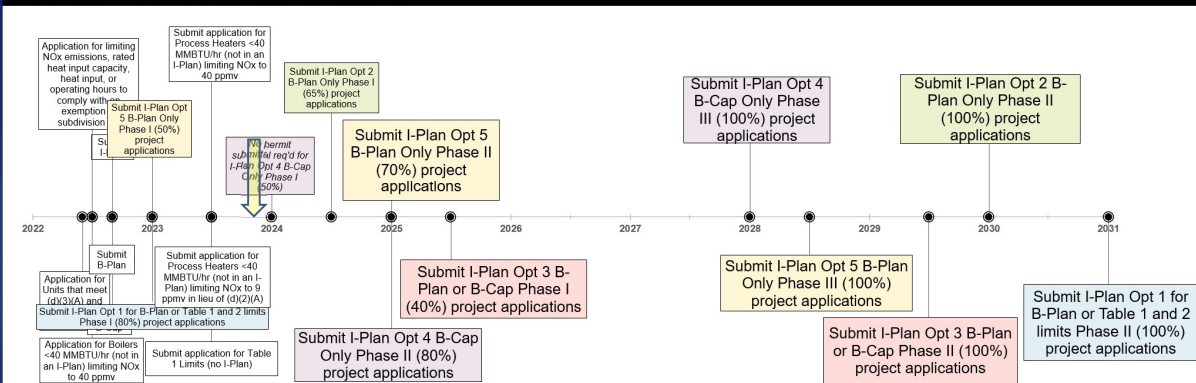 Application for limiting
NOx emissions, rated
heat input capacity,
heat input, or
operating hours to
comply with an
exemption
subdivision
Su
I-
Submit I-Plan Opt
5 B-Plan Only
Phase I (50%)
project
applications
Submit application for
Process Heaters <40
MMBTU/hr (not in an
I-Plan) limiting NOx to
40 ppmv
No permit
submittal req'd for
I-Plan Opt 4 B-Cap
Only Phase I
(50%)
Submit I-Plan Opt 2
B-Plan Only Phase I
(65%) project
applications
Submit I-Plan Opt 5
B-Plan Only Phase II
(70%) project
applications
Submit I-Plan Opt 4
B-Cap Only Phase
III (100%) project
applications
Submit I-Plan Opt 2 B-
Plan Only Phase II
(100%) project
applications
2022 2023 2024 2025 2026 2027 2028 2029 2030 2031
Submit
B-Plan
Application for
Units that meet
(d)(3)(A) and
Submit I-Plan Opt 1 for B-Plan or Table 1 and 2 limits
Phase I (80%) project applications
Application for Boilers
<40 MMBTU/hr (not in
an I-Plan) limiting NOx
to 40 ppmv
Submit application for
Process Heaters <40
MMBTU/hr (not in an I-
Plan) limiting NOx to 9
ppmv in lieu of (d)(2)(A)
Submit application for Table
1 Limits (no I-Plan)
Submit I-Plan Opt 3 B-
Plan or B-Cap Phase I
(40%) project applications
Submit I-Plan Opt 4 B-Cap
Only Phase II (80%)
project applications
Submit I-Plan Opt 5 B-Plan
Only Phase III (100%)
project applications
Submit I-Plan Opt 3 B-Plan
or B-Cap Phase II (100%)
project applications
Submit I-Plan Opt 1 for
B-Plan or Table 1 and 2
limits Phase II (100%)
project applications